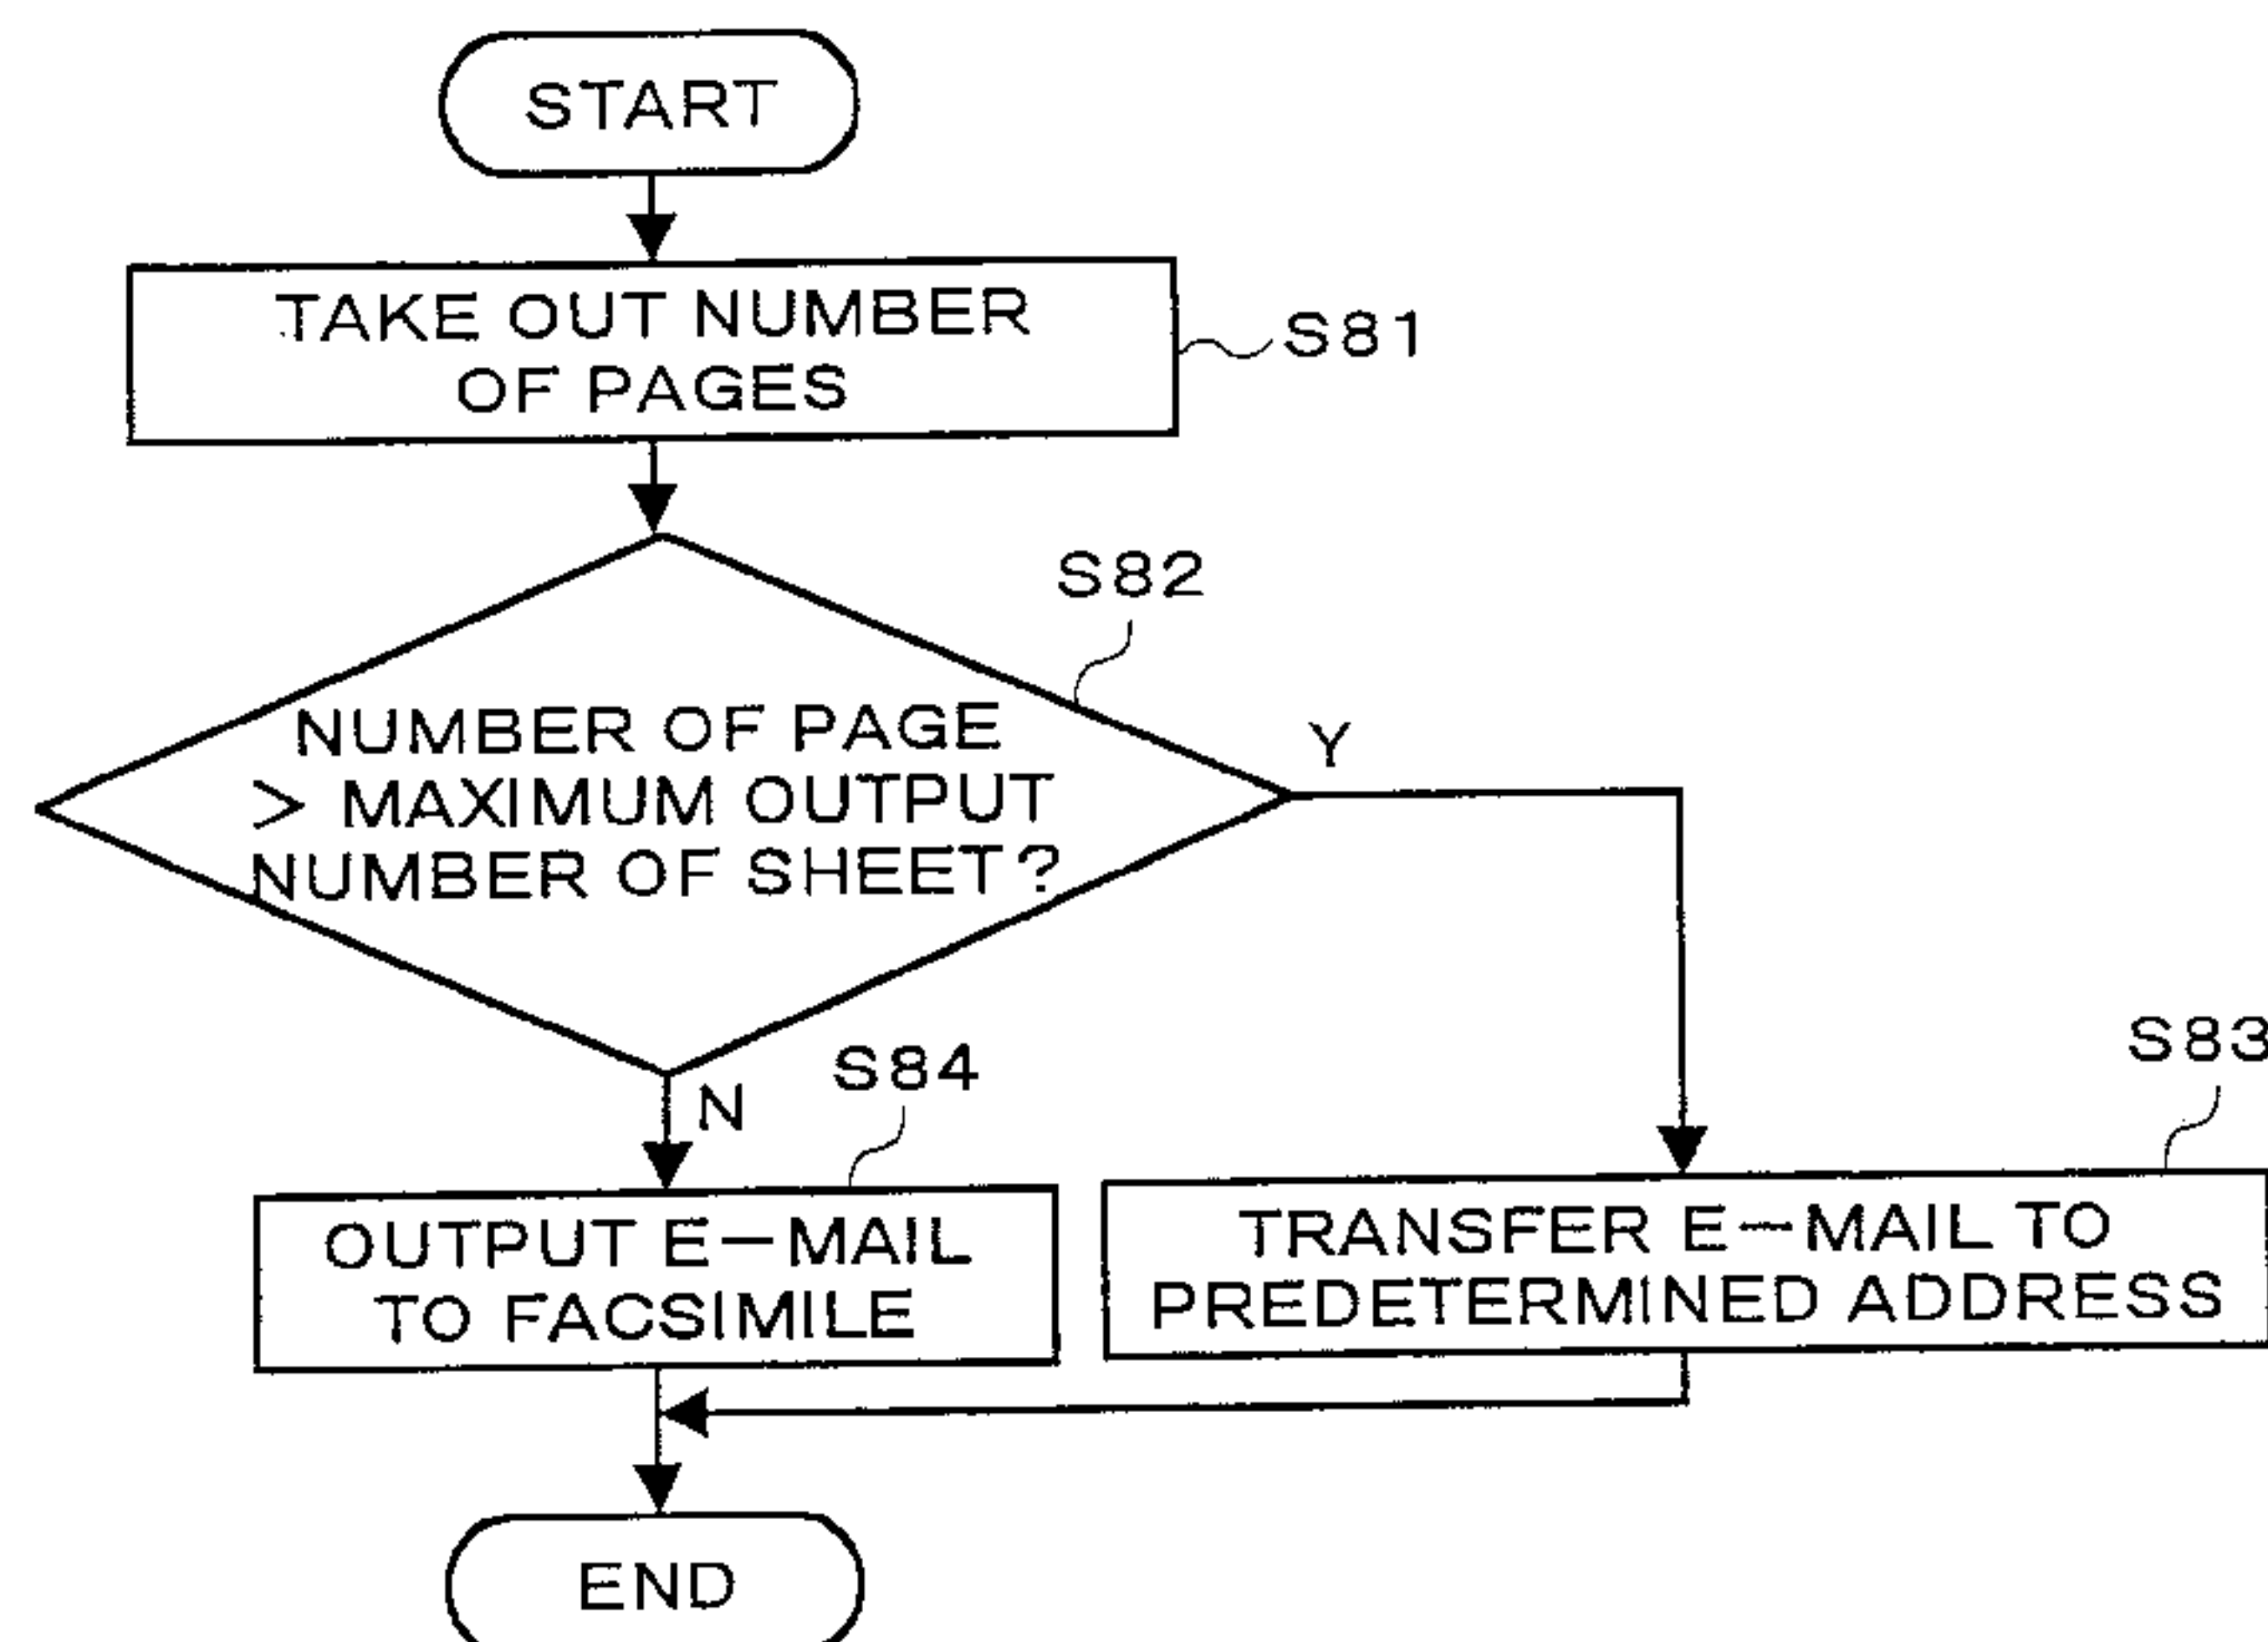 START
TAKE OUT NUMBER
OF PAGES
S81
S82
NUMBER OF PAGE
> MAXIMUM OUTPUT
NUMBER OF SHEET?
Y
N
S84
S83
OUTPUT E-MAIL
TO FACSIMILE
TRANSFER E-MAIL TO
PREDETERMINED ADDRESS
END